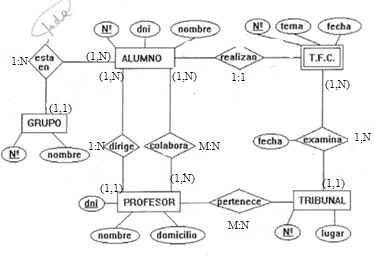 Nº
dni
nombre
Nº
tema
fecha
1:N
esta
en
(1,N)
ALUMNO
realizan
T.F.C.
(1,N)
(1,N)
1:1
(1,N)
(1,1)
GRUPO
Nº
nombre
1:N
dirige
colabora
M:N
fecha
examina
1,N
(1,1)
(1,N)
(1,1)
dni
PROFESOR
pertenece
TRIBUNAL
M:N
nombre
domicilio
Nº
lugar